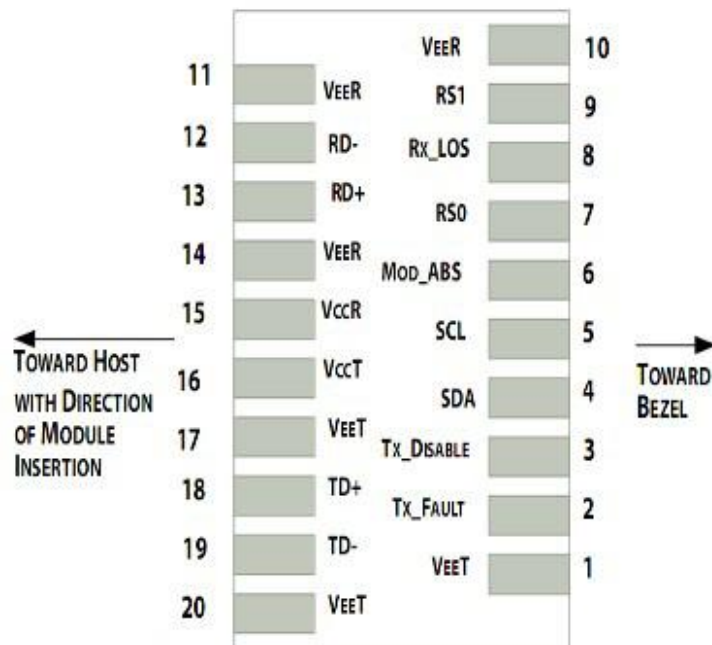 VEER 10
11 VEER
RS1 9
12 RD-
Rx_LOS 8
13 RD+
RS0 7
14 VEER
MOD_ABS 6
15 VCCR
SCL 5
TOWARD HOST
WITH DIRECTION
OF MODULE
INSERTION
TOWARD
BEZEL
16 VCCT
SDA 4
17 VEET
TX_DISABLE 3
18 TD+
TX_FAULT 2
19 TD-
VEET 1
20 VEET